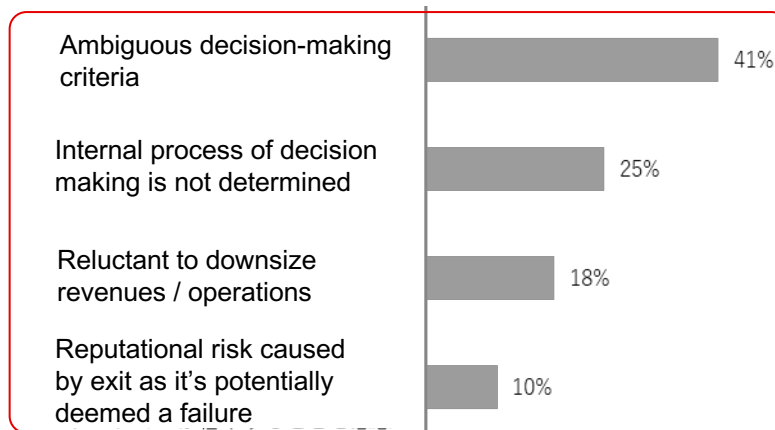 Ambiguous decision-making
criteria
41%
Internal process of decision
making is not determined
25%
Reluctant to downsize
revenues / operations
18%
Reputational risk caused
by exit as it's potentially
deemed a failure
10%